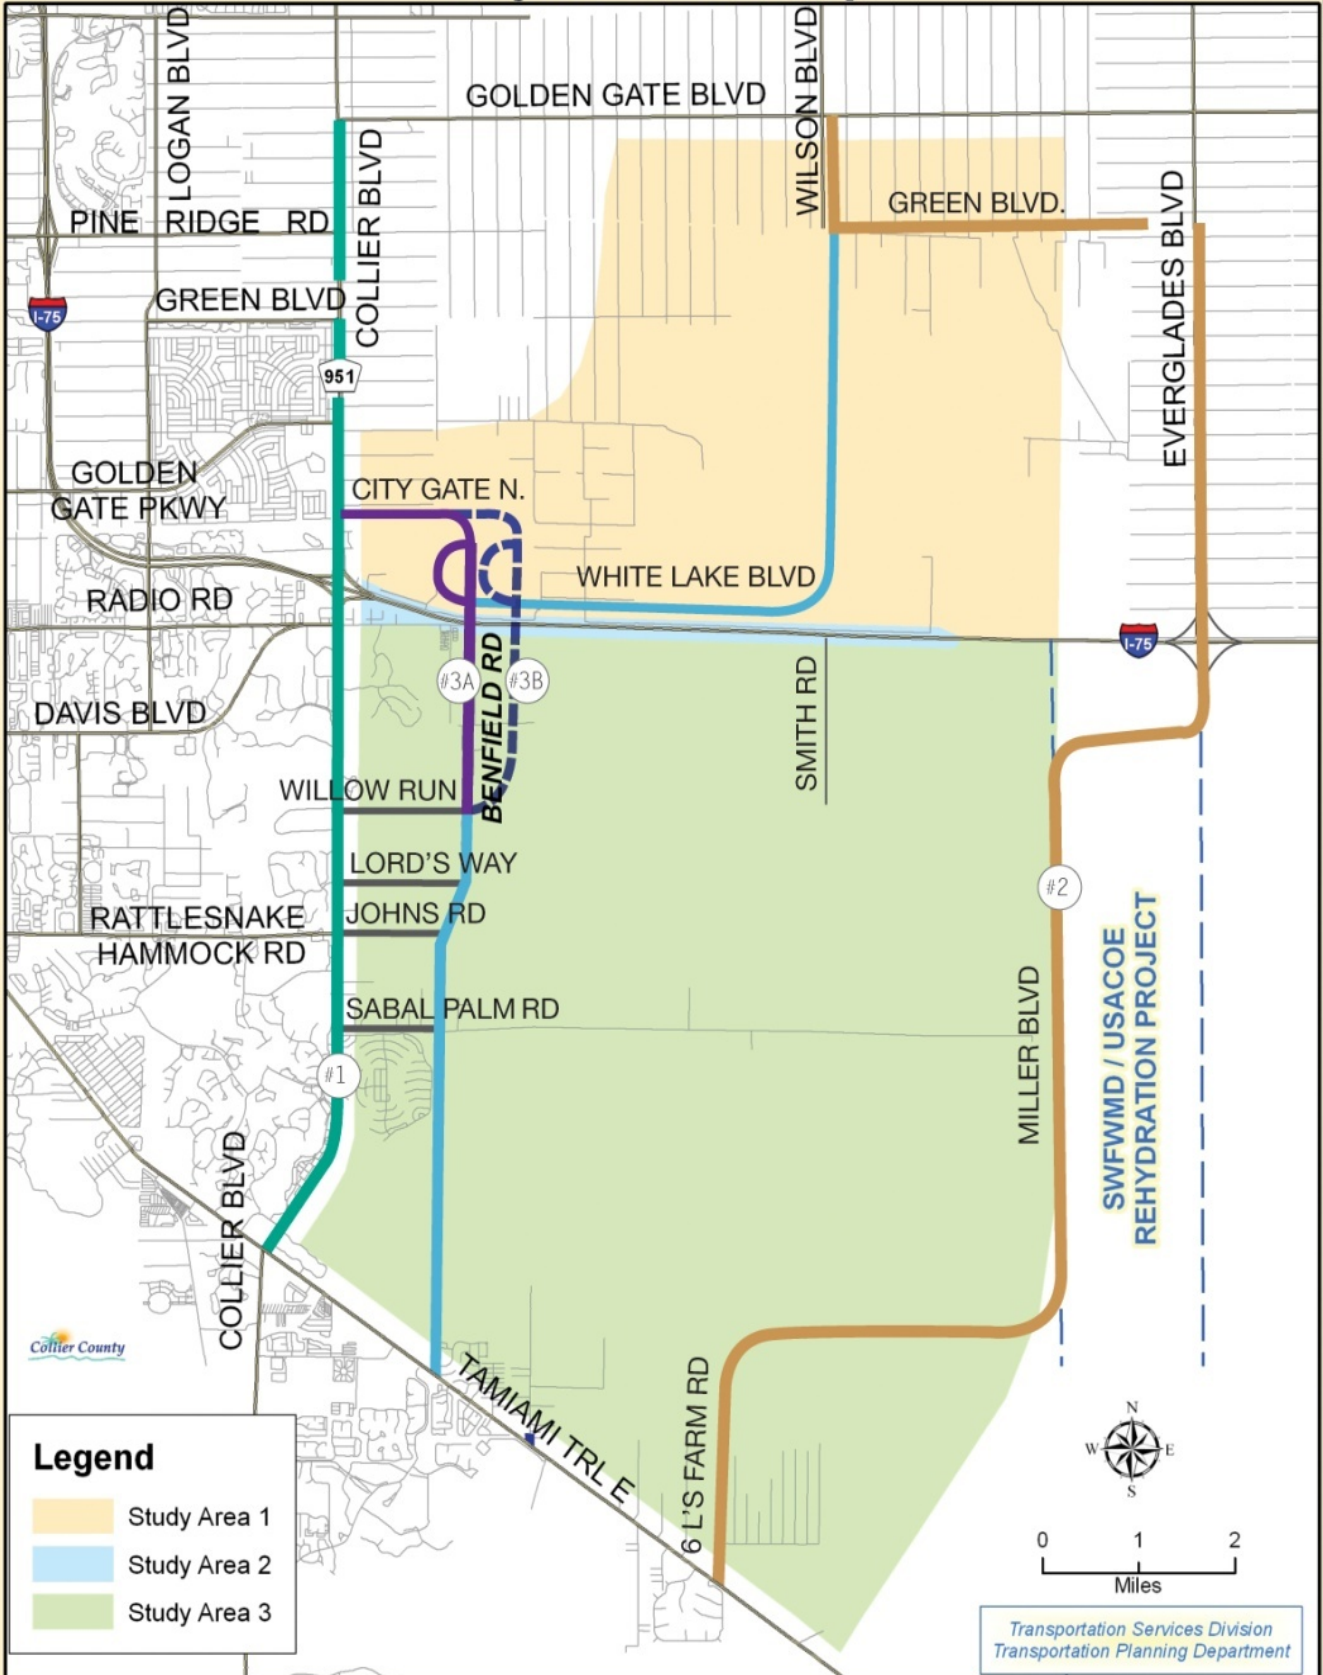 LOGAN BLVD
WILSON BLVD
GOLDEN GATE BLVD
COLLIER BLVD
PINE RIDGE RD
GREEN BLVD.
EVERGLADES BLVD
GREEN BLVD
I-75
951
GOLDEN
GATE PKWY
CITY GATE N.
WHITE LAKE BLVD
RADIO RD
I-75
BENFIELD RD
#3A
#3B
SMITH RD
DAVIS BLVD
WILLOW RUN
LORD'S WAY
#2
RATTLESNAKE
HAMMOCK RD
JOHNS RD
SABAL PALM RD
MILLER BLVD
SWFWMD / USACOE
REHYDRATION PROJECT
#1
COLLIER BLVD
Collier County
TAMIAMI TRL E
6 L'S FARM RD
N
W
E
S
Legend
Study Area 1
Study Area 2
Study Area 3
0 1 2
Miles
Transportation Services Division
Transportation Planning Department